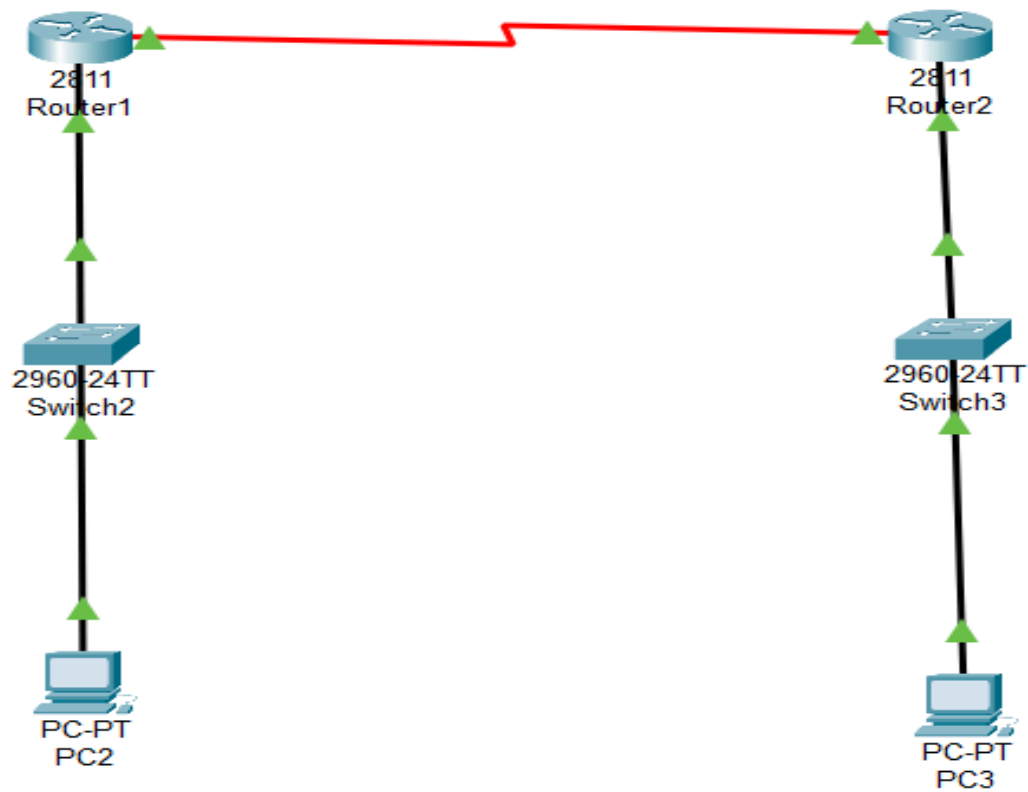 2811
Router1
2811
Router2
2960-24TT
Switch2
2960-24TT
Switch3
PC-PT
PC2
PC-PT
PC3